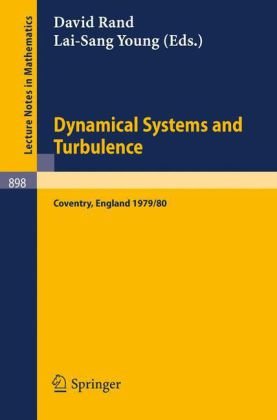 David Rand
Lai-Sang Young (Eds.)
Lecture Notes in Mathematics
898
Dynamical Systems and
Turbulence
Coventry, England 1979/80
Springer